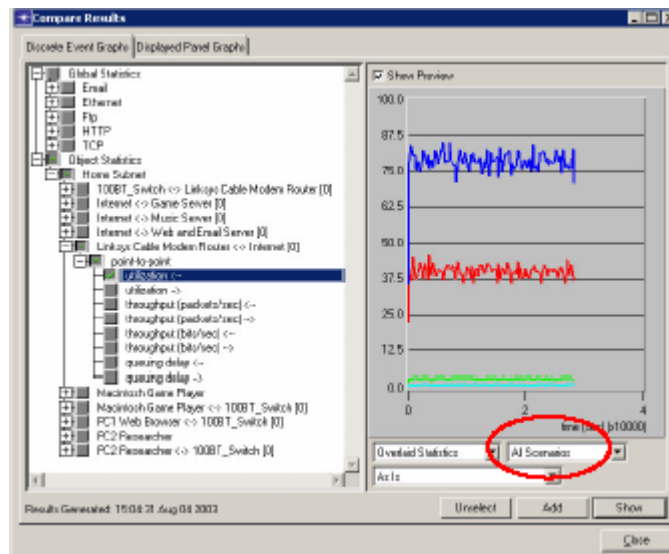 Compare Results
Discrete Event Graphs Displayed Panel Graphs
Global Statistics
Email
Ethernet
Ftp
HTTP
TCP
Object Statistics
Home Subnet
100BT_Switch <-> Linksys Cable Modem Router [0]
Internet <-> Game Server [0]
Internet <-> Music Server [0]
Internet <-> Web and Email Server [0]
Linksys Cable Modem Router <-> Internet [0]
point-to-point
utilization <--
utilization -->
throughput (packets/sec) <--
throughput (packets/sec) -->
throughput (bits/sec) <--
throughput (bits/sec) -->
queuing delay <--
queuing delay -->
Macintosh Game Player
Macintosh Game Player <-> 100BT_Switch [0]
PC1 Web Browser <-> 100BT_Switch [0]
PC2 Researcher
PC2 Researcher <-> 100BT_Switch [0]
Results Generated: 15:04:31 Aug 04 2003
Show Preview
100.0
87.5
75.0
62.5
50.0
37.5
25.0
12.5
0.0
0 2 4
time (x10000)
Overlaid Statistics All Scenarios
As Is
Unselect Add Show
Close